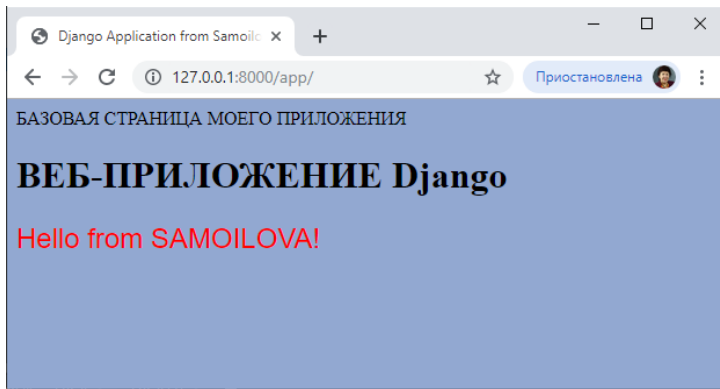 Django Application from Samoilo
127.0.0.1:8000/app/
Приостановлена
БАЗОВАЯ СТРАНИЦА МОЕГО ПРИЛОЖЕНИЯ
ВЕБ-ПРИЛОЖЕНИЕ Django
Hello from SAMOILOVA!